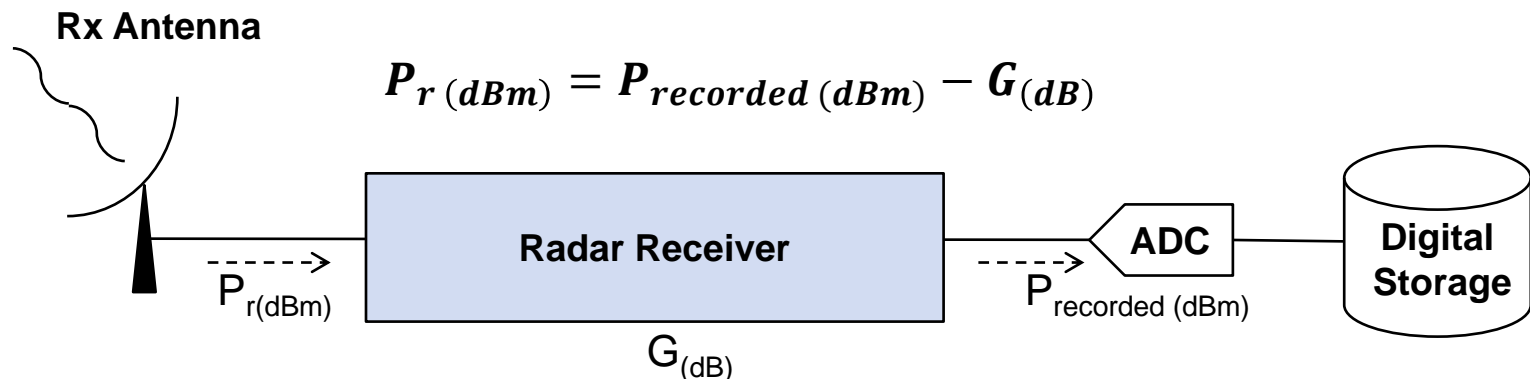 Rx Antenna
P_r (dBm) = P_recorded (dBm) − G_(dB)
Radar Receiver
ADC
Digital
Storage
P_r(dBm)
P_recorded (dBm)
G_(dB)